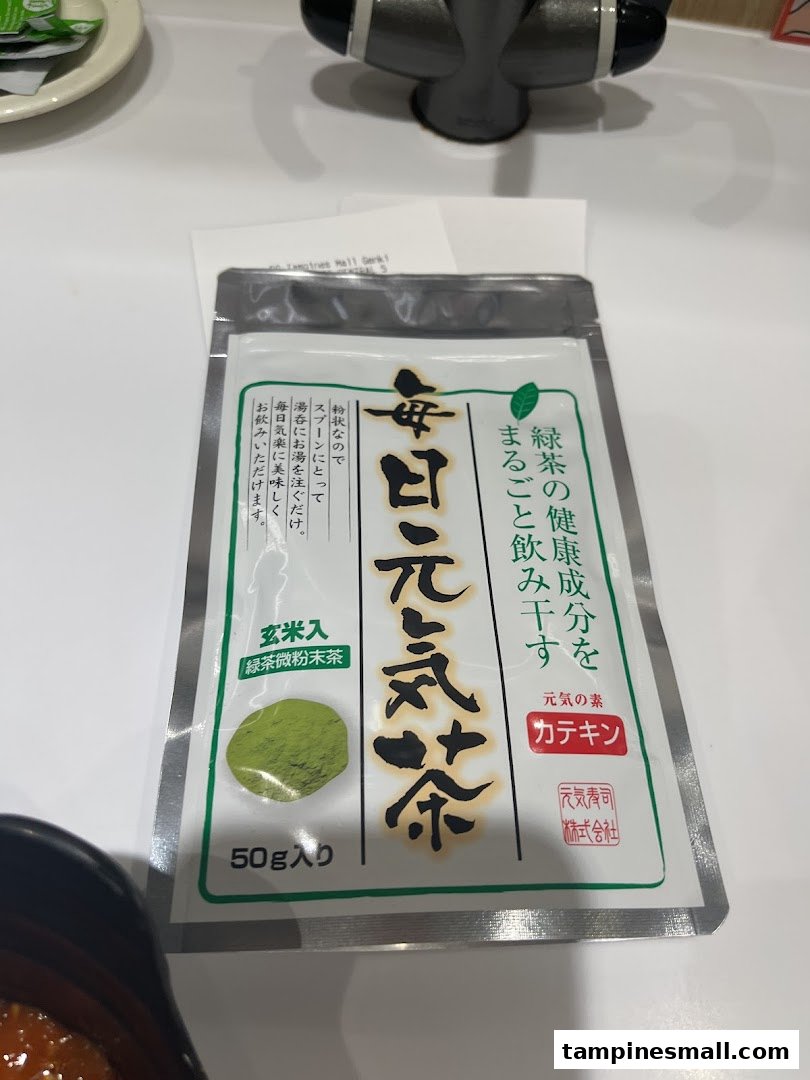 Tampines Mall Genki
緑茶の健康成分を
まるごと飲み干す
元気の素
カテキン
元気寿司
株式会社
毎日元気茶
粉状なので
スプーンにとって
湯呑にお湯を注ぐだけ。
毎日気楽に美味しく
お飲みいただけます。
玄米入
緑茶微粉末茶
50g入り
tampinesmall.com